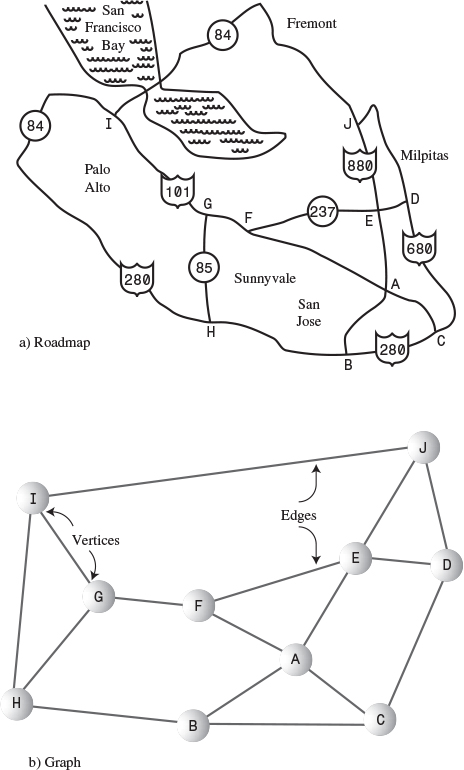 San
Francisco
Bay
84
Fremont
84
I
J
Palo
Alto
880
Milpitas
101
G
F
237
E
D
680
85
Sunnyvale
280
A
San
Jose
H
a) Roadmap
280
C
B
J
I
Edges
Vertices
E
D
G
F
A
H
B
C
b) Graph